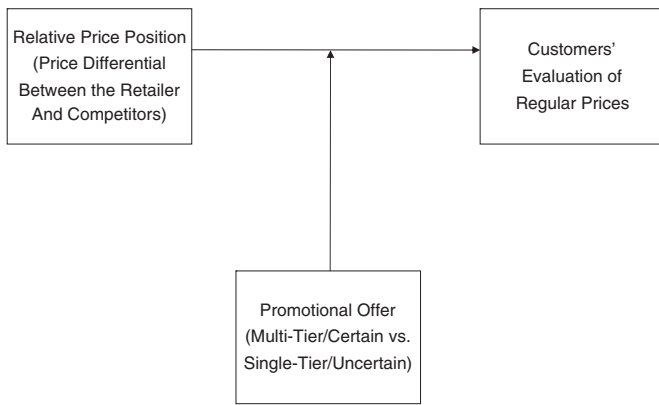 Relative Price Position
(Price Differential
Between the Retailer
And Competitors)
Customers’
Evaluation of
Regular Prices
Promotional Offer
(Multi-Tier/Certain vs.
Single-Tier/Uncertain)